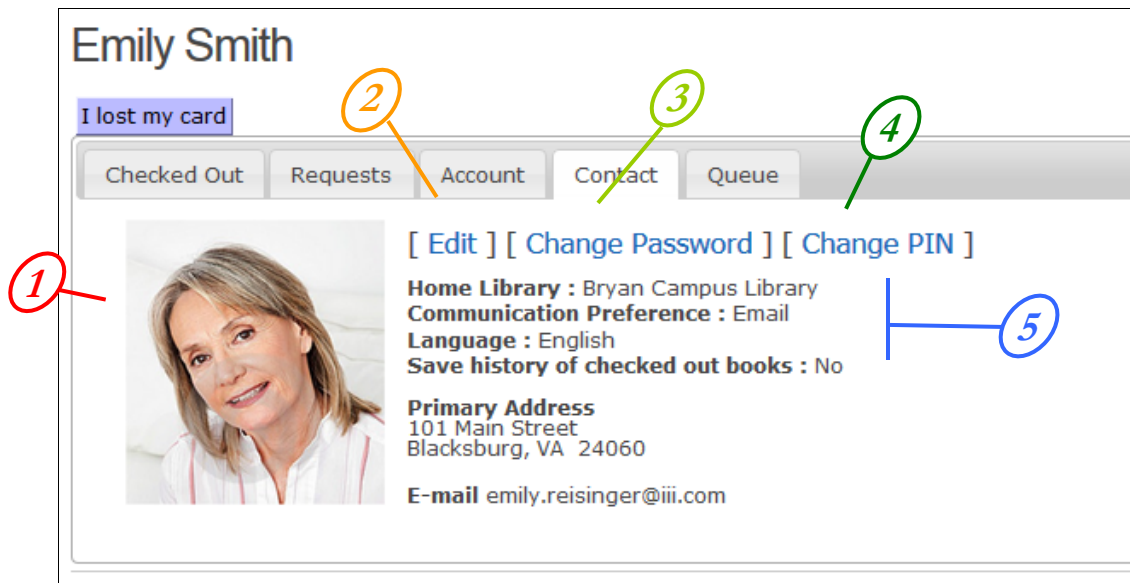 Emily Smith
I lost my card
2
3
4
Checked Out Requests Account Contact Queue
[ Edit ] [ Change Password ] [ Change PIN ]
1
Home Library : Bryan Campus Library
Communication Preference : Email
5
Language : English
Save history of checked out books : No
Primary Address
101 Main Street
Blacksburg, VA 24060
E-mail emily.reisinger@iii.com